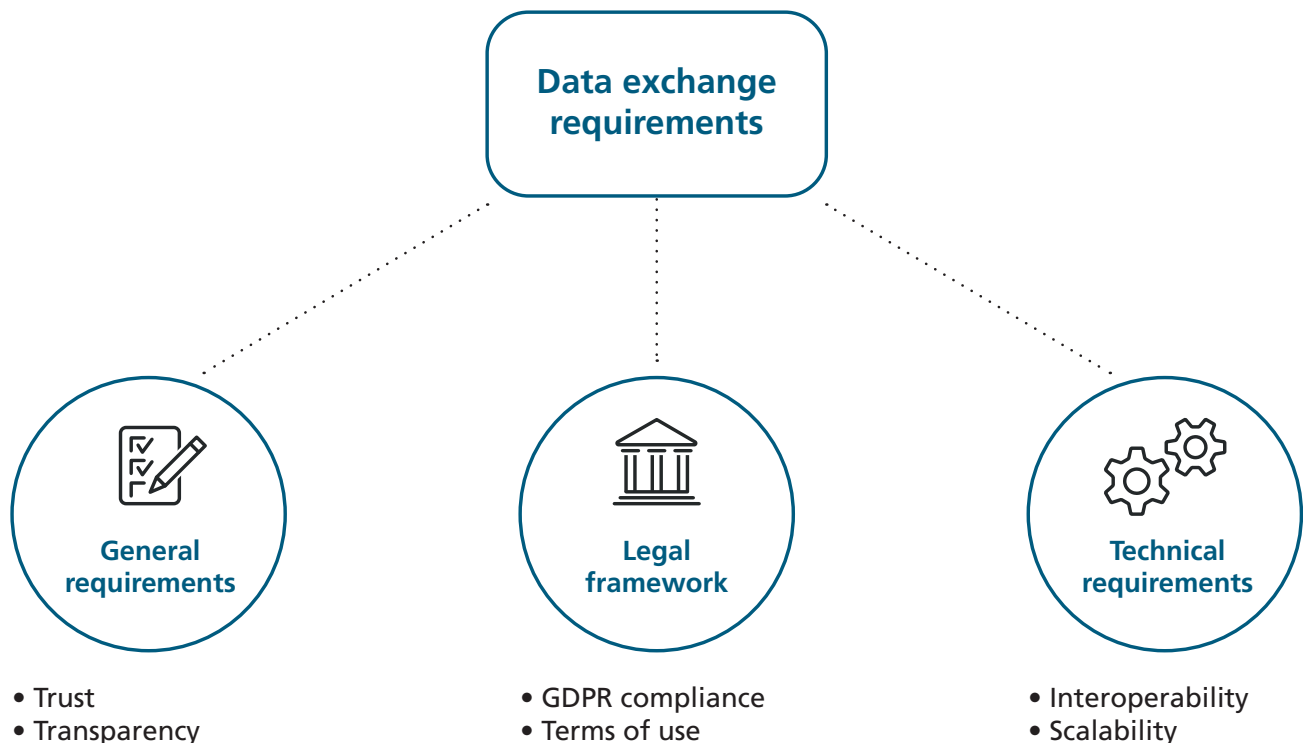 Data exchange
requirements
General
requirements
Legal
framework
Technical
requirements
• Trust
• Transparency
• GDPR compliance
• Terms of use
• Interoperability
• Scalability